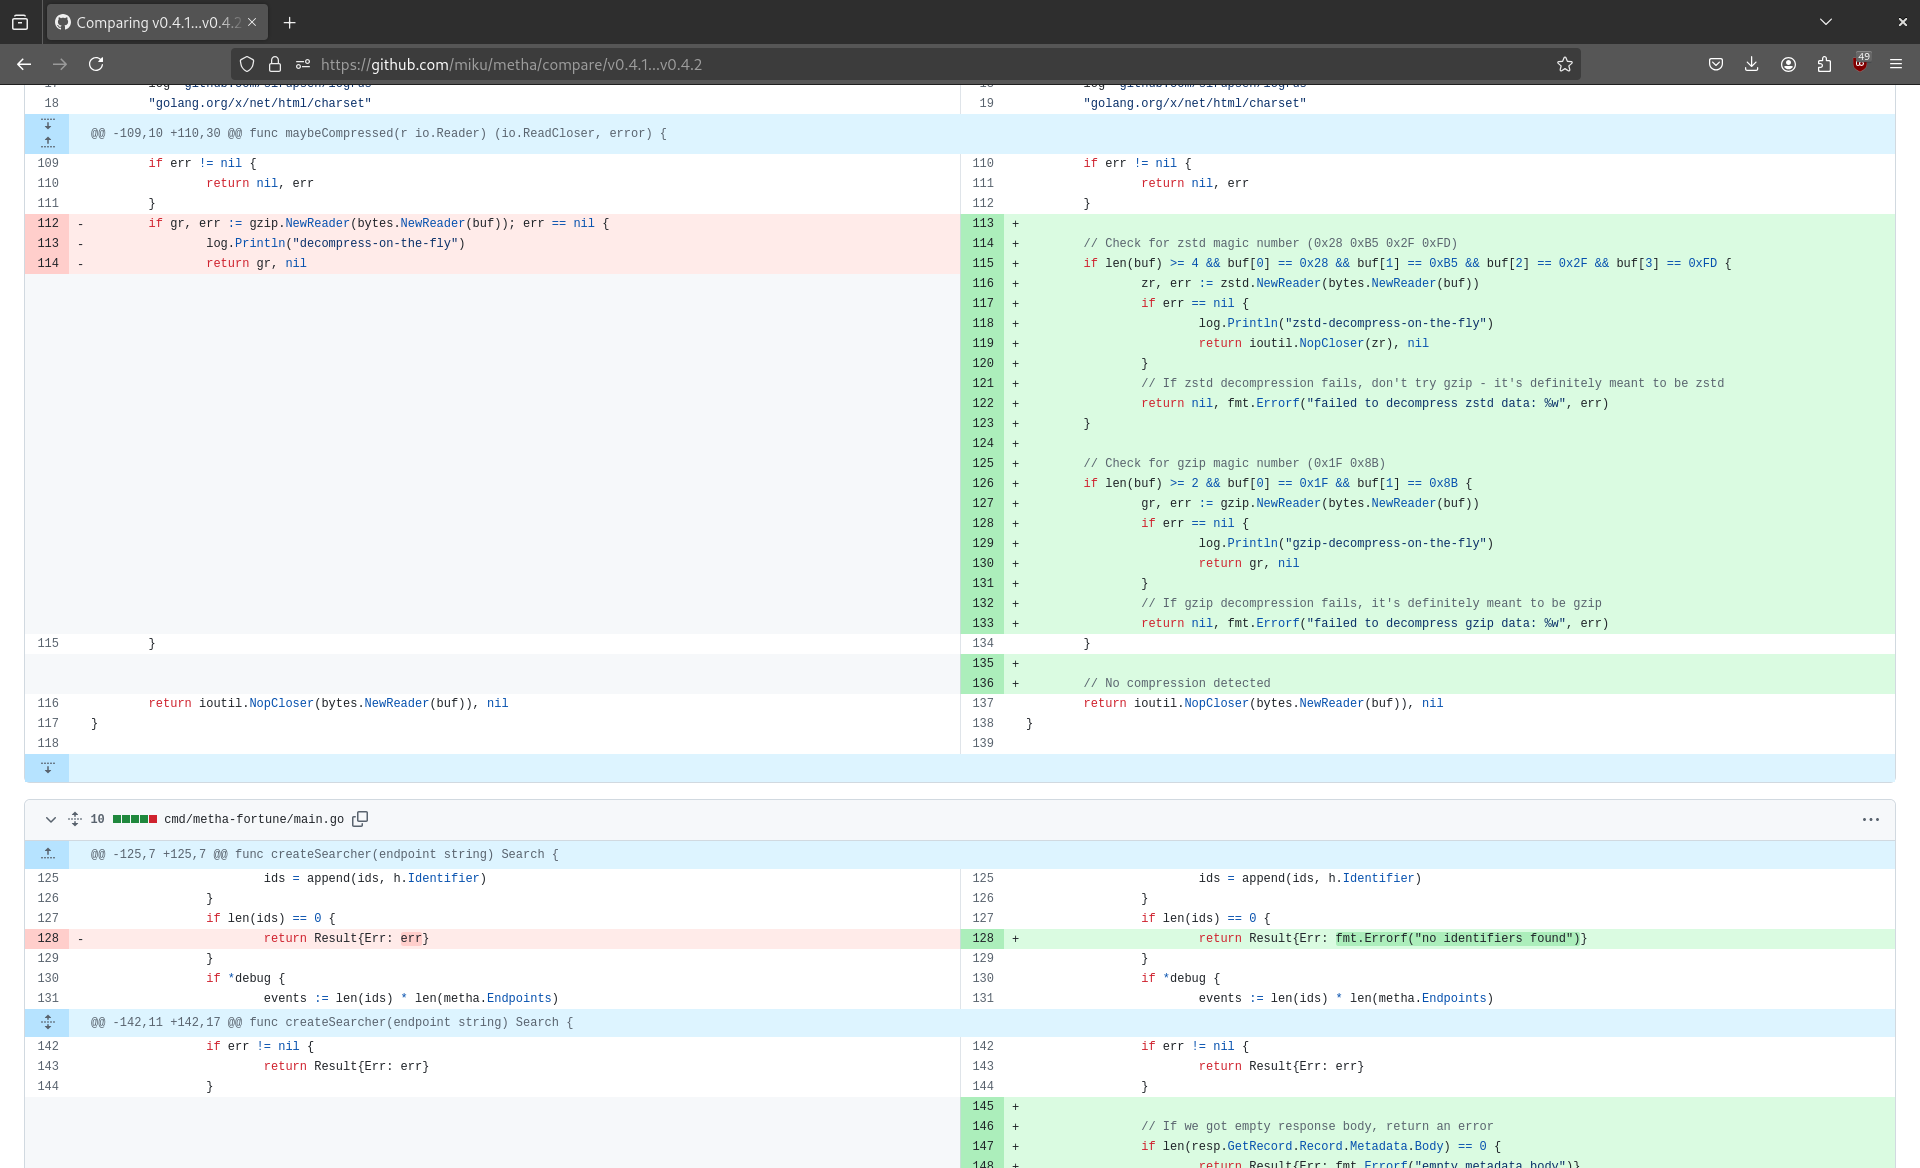 Comparing v0.4.1...v0.4.2
https://github.com/miku/metha/compare/v0.4.1...v0.4.2
49
18 "golang.org/x/net/html/charset"
19 "golang.org/x/net/html/charset"
@@ -109,10 +110,30 @@ func maybeCompressed(r io.Reader) (io.ReadCloser, error) {
109 if err != nil {
110 return nil, err
111 }
112 - if gr, err := gzip.NewReader(bytes.NewReader(buf)); err == nil {
113 - log.Println("decompress-on-the-fly")
114 - return gr, nil
115 }
116 return ioutil.NopCloser(bytes.NewReader(buf)), nil
117 }
118
110 if err != nil {
111 return nil, err
112 }
113 +
114 + // Check for zstd magic number (0x28 0xB5 0x2F 0xFD)
115 + if len(buf) >= 4 && buf[0] == 0x28 && buf[1] == 0xB5 && buf[2] == 0x2F && buf[3] == 0xFD {
116 + zr, err := zstd.NewReader(bytes.NewReader(buf))
117 + if err == nil {
118 + log.Println("zstd-decompress-on-the-fly")
119 + return ioutil.NopCloser(zr), nil
120 + }
121 + // If zstd decompression fails, don't try gzip - it's definitely meant to be zstd
122 + return nil, fmt.Errorf("failed to decompress zstd data: %w", err)
123 + }
124 +
125 + // Check for gzip magic number (0x1F 0x8B)
126 + if len(buf) >= 2 && buf[0] == 0x1F && buf[1] == 0x8B {
127 + gr, err := gzip.NewReader(bytes.NewReader(buf))
128 + if err == nil {
129 + log.Println("gzip-decompress-on-the-fly")
130 + return gr, nil
131 + }
132 + // If gzip decompression fails, it's definitely meant to be gzip
133 + return nil, fmt.Errorf("failed to decompress gzip data: %w", err)
134 }
135 +
136 + // No compression detected
137 return ioutil.NopCloser(bytes.NewReader(buf)), nil
138 }
139
10 cmd/metha-fortune/main.go
@@ -125,7 +125,7 @@ func createSearcher(endpoint string) Search {
125 ids = append(ids, h.Identifier)
126 }
127 if len(ids) == 0 {
128 - return Result{Err: err}
129 }
130 if *debug {
131 events := len(ids) * len(metha.Endpoints)
125 ids = append(ids, h.Identifier)
126 }
127 if len(ids) == 0 {
128 + return Result{Err: fmt.Errorf("no identifiers found")}
129 }
130 if *debug {
131 events := len(ids) * len(metha.Endpoints)
@@ -142,11 +142,17 @@ func createSearcher(endpoint string) Search {
142 if err != nil {
143 return Result{Err: err}
144 }
142 if err != nil {
143 return Result{Err: err}
144 }
145 +
146 + // If we got empty response body, return an error
147 + if len(resp.GetRecord.Record.Metadata.Body) == 0 {
148 + return Result{Err: fmt.Errorf("empty metadata body")}